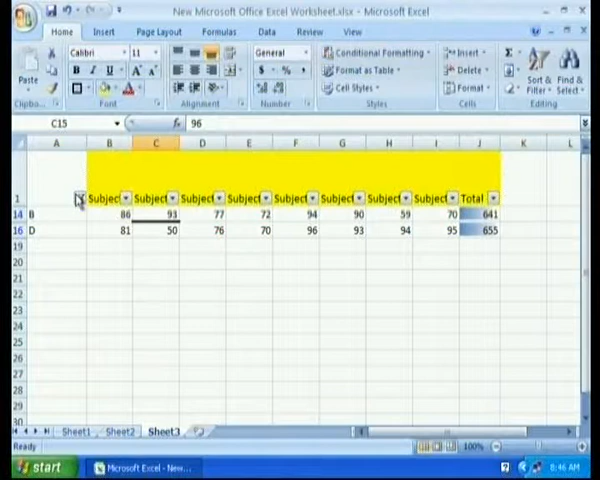 New Microsoft Office Excel Worksheet.xlsx - Microsoft Excel
Home Insert Page Layout Formulas Data Review View
Paste Calibri 11 General Conditional Formatting Insert Σ
B I U A A $ % , Format as Table Delete Sort & Find &
Cell Styles Format Filter Select
Clipbo... Font Alignment Number Styles Cells Editing
C15 fx 96
A B C D E F G H I J K L
1 Subject Subject Subject Subject Subject Subject Subject Subject Total
14 B 86 93 77 72 94 90 59 70 641
16 D 81 50 76 70 96 93 94 95 655
19
20
21
22
23
24
25
26
27
28
29
30
Sheet1 Sheet2 Sheet3
Ready 100%
start Microsoft Excel - New... ? 8:46 AM